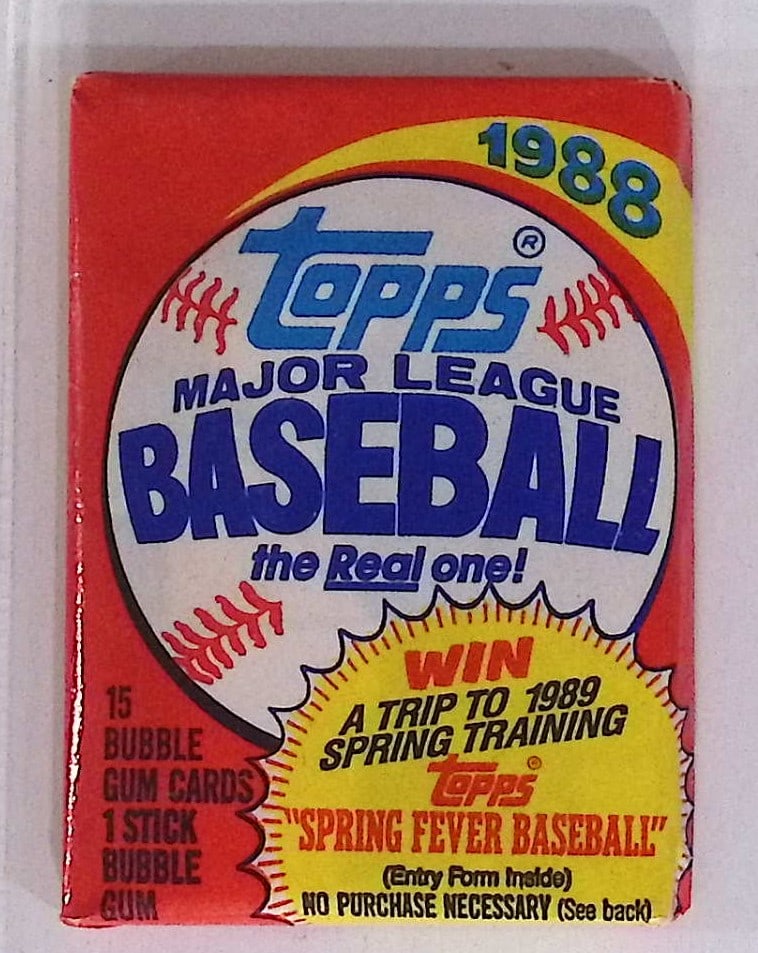 1988
Topps ®
MAJOR LEAGUE
BASEBALL
the Real one!
15
BUBBLE
GUM CARDS
1 STICK
BUBBLE
GUM
WIN
A TRIP TO 1989
SPRING TRAINING
Topps ®
"SPRING FEVER BASEBALL"
(Entry Form Inside)
NO PURCHASE NECESSARY (See back)